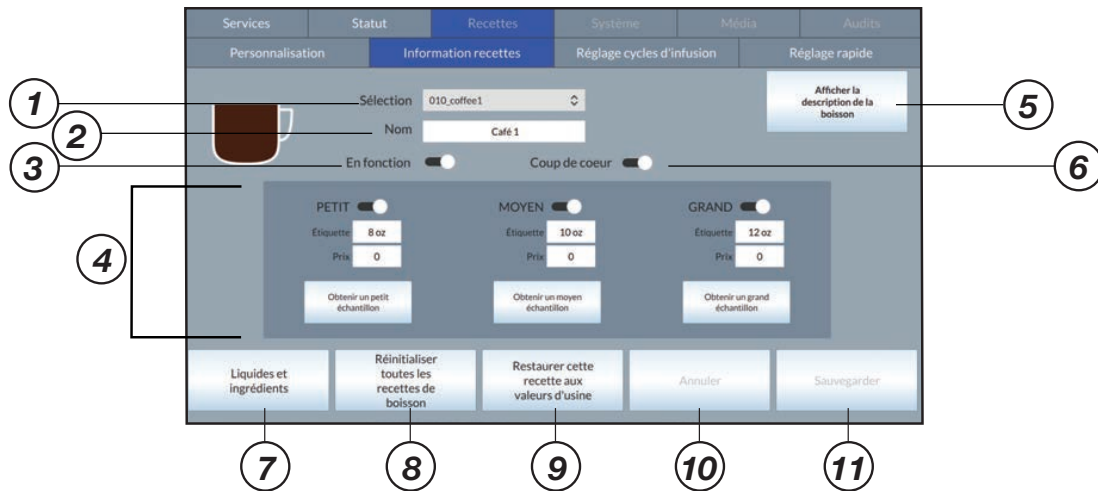 Services Statut Recettes Système Média Audits
Personnalisation Information recettes Réglage cycles d'infusion Réglage rapide
1 Sélection 010_coffee1
Afficher la
description de la
boisson
5
2 Nom Café 1
3 En fonction Coup de coeur 6
4
PETIT MOYEN GRAND
Étiquette 8 oz Étiquette 10 oz Étiquette 12 oz
Prix 0 Prix 0 Prix 0
Obtenir un petit
échantillon
Obtenir un moyen
échantillon
Obtenir un grand
échantillon
Liquides et
ingrédients
Réinitialiser
toutes les
recettes de
boisson
Restaurer cette
recette aux
valeurs d'usine
Annuler
Sauvegarder
7 8 9 10 11